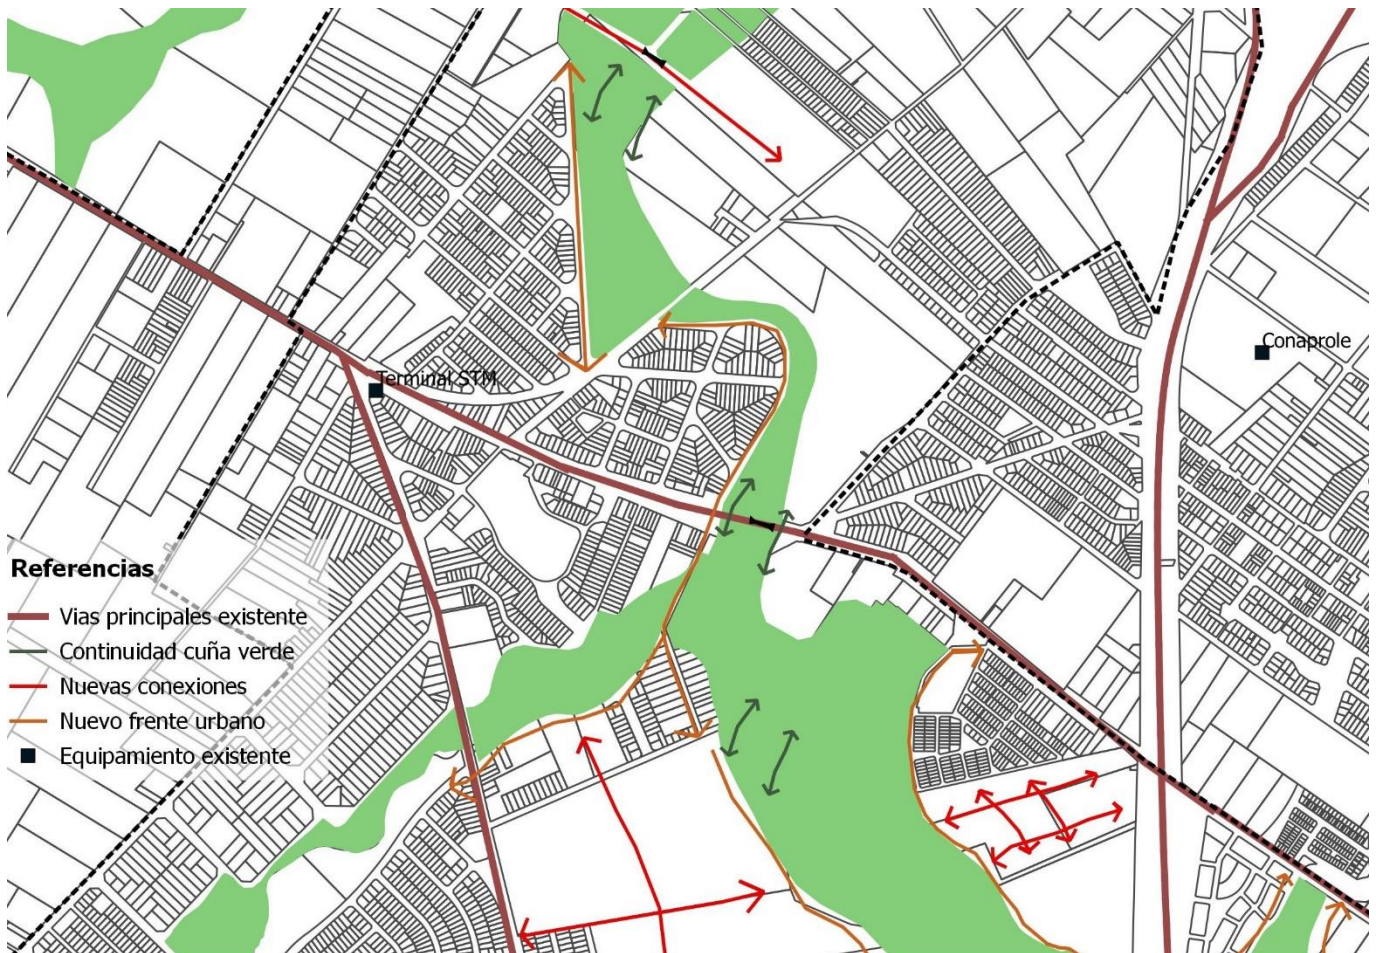 Conaprole
Terminal STM
Referencias
Vias principales existente
Continuidad cuña verde
Nuevas conexiones
Nuevo frente urbano
Equipamiento existente